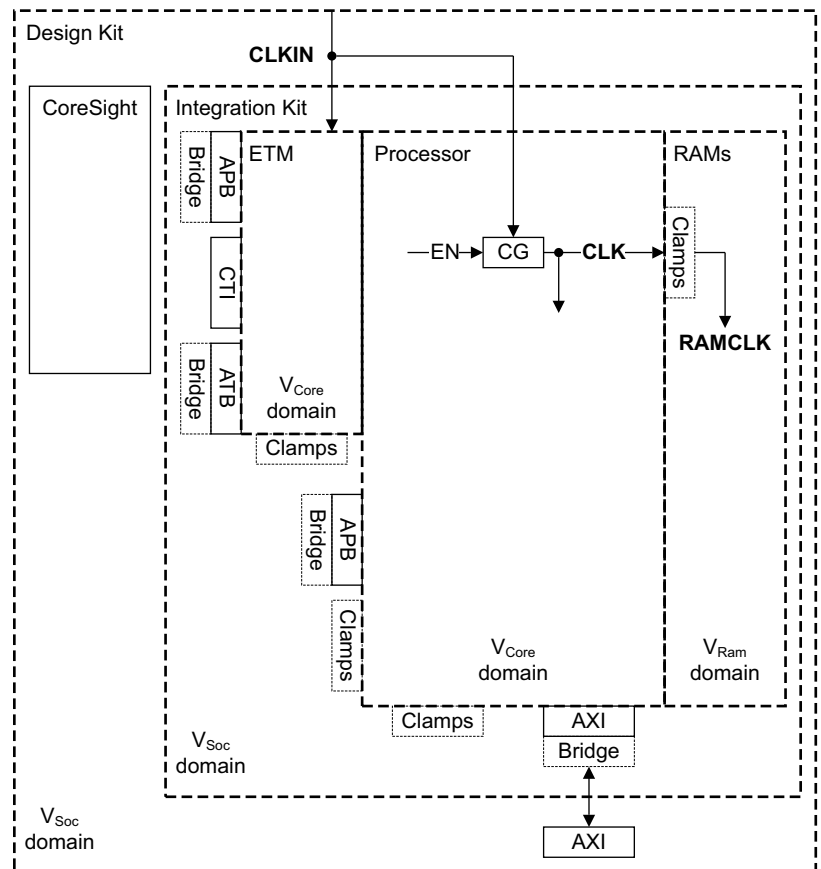 Design Kit
CLKIN
CoreSight
Integration Kit
ETM
Processor
RAMs
APB
Bridge
CTI
ATB
Bridge
EN
CG
CLK
Clamps
RAMCLK
VCore
domain
Clamps
APB
Bridge
Clamps
VCore
domain
VRam
domain
Clamps
AXI
Bridge
VSoc
domain
VSoc
domain
AXI